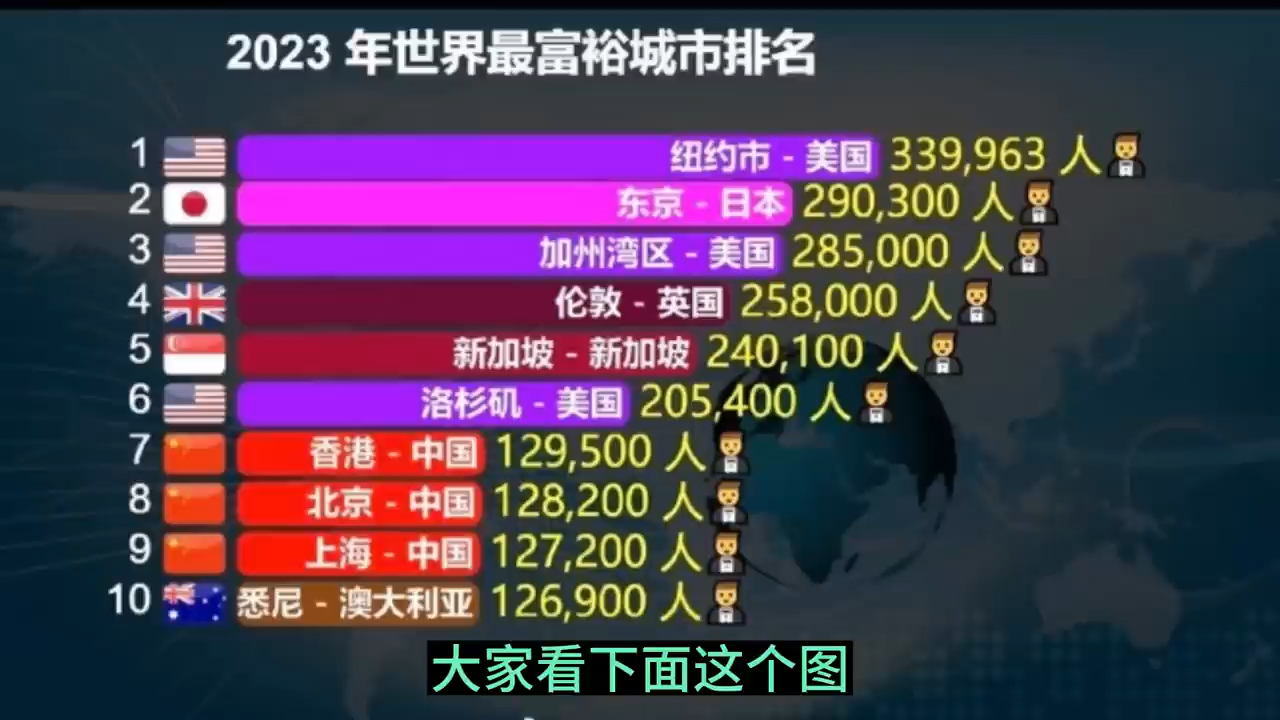 2023 年世界最富裕城市排名
1 纽约市 - 美国 339,963 人
2 东京 - 日本 290,300 人
3 加州湾区 - 美国 285,000 人
4 伦敦 - 英国 258,000 人
5 新加坡 - 新加坡 240,100 人
6 洛杉矶 - 美国 205,400 人
7 香港 - 中国 129,500 人
8 北京 - 中国 128,200 人
9 上海 - 中国 127,200 人
10 悉尼 - 澳大利亚 126,900 人
大家看下面这个图